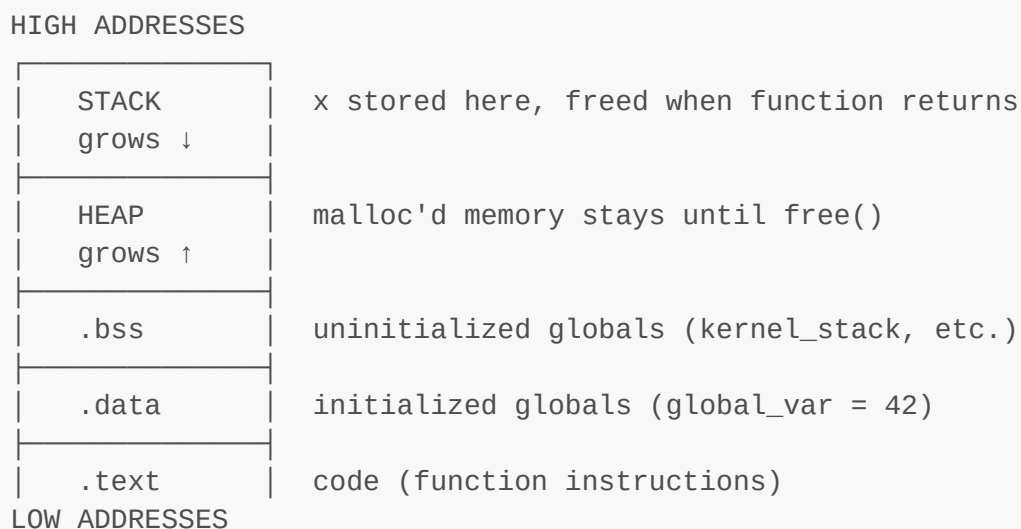 HIGH ADDRESSES
STACK x stored here, freed when function returns
grows ↓
HEAP malloc'd memory stays until free()
grows ↑
.bss uninitialized globals (kernel_stack, etc.)
.data initialized globals (global_var = 42)
.text code (function instructions)
LOW ADDRESSES